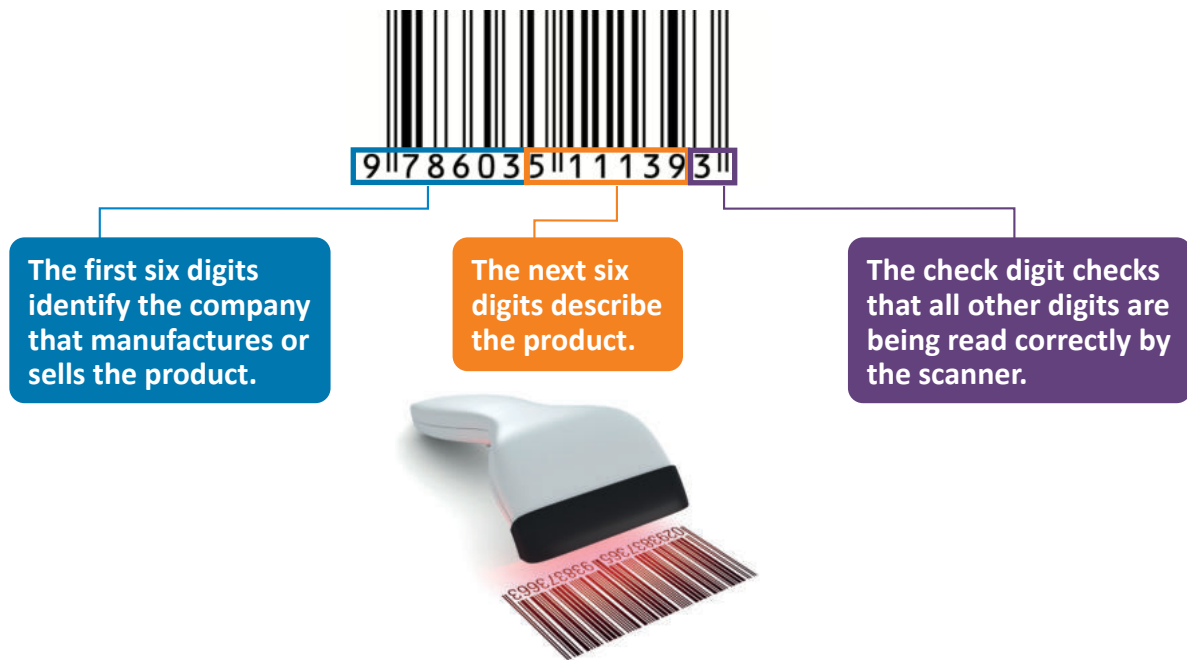 9 786035 111393
The first six digits
identify the company
that manufactures or
sells the product.
The next six
digits describe
the product.
The check digit checks
that all other digits are
being read correctly by
the scanner.